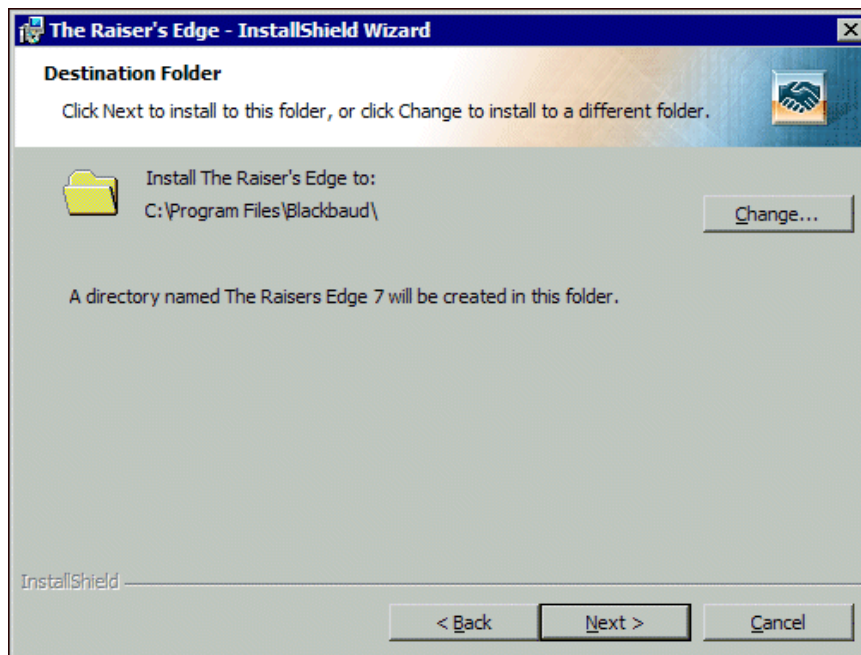 The Raiser's Edge - InstallShield Wizard
Destination Folder
Click Next to install to this folder, or click Change to install to a different folder.
Install The Raiser's Edge to:
C:\Program Files\Blackbaud\
Change...
A directory named The Raisers Edge 7 will be created in this folder.
InstallShield
< Back
Next >
Cancel